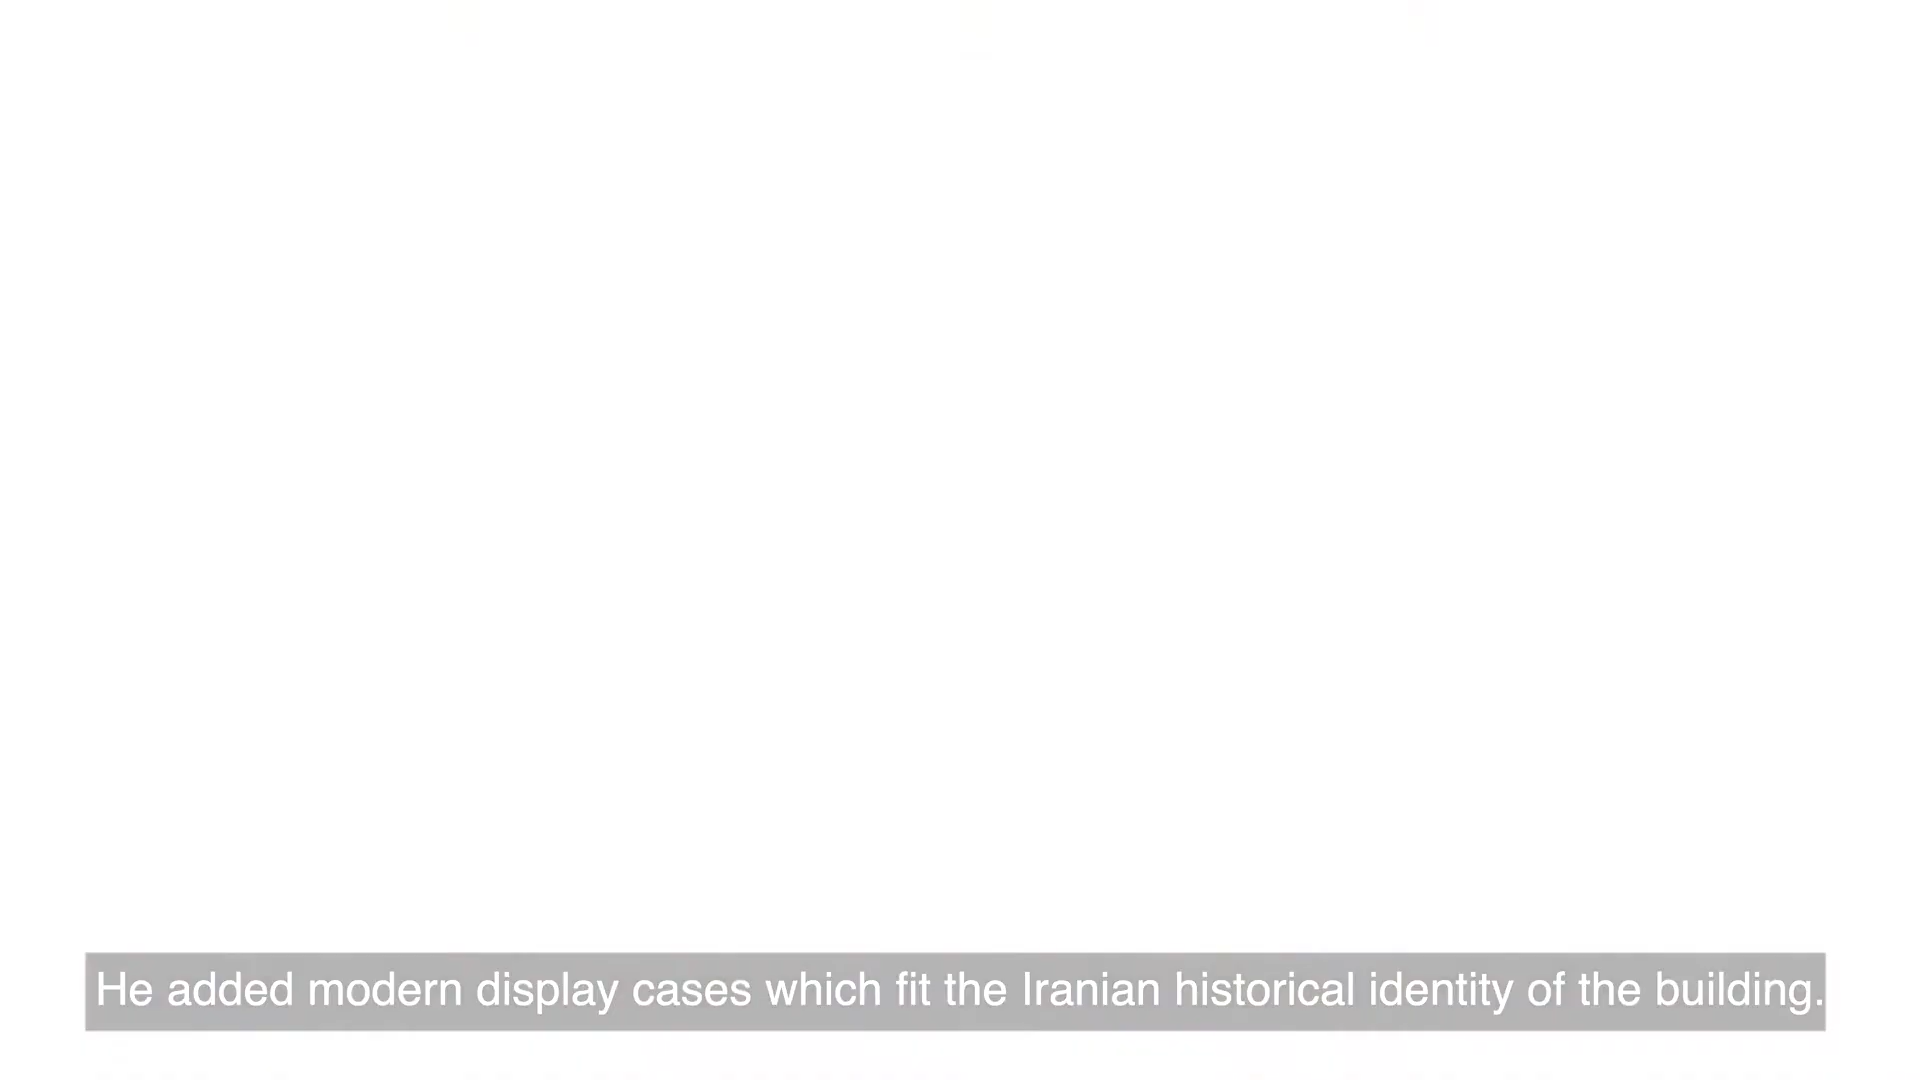 He added modern display cases which fit the Iranian historical identity of the building.